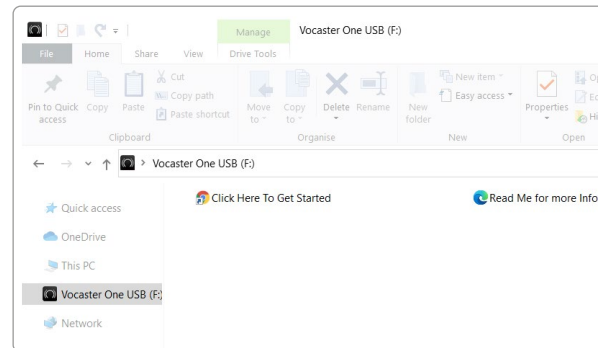 Manage
Vocaster One USB (F:)
File
Home
Share
View
Drive Tools
Pin to Quick access
Copy
Paste
Cut
Copy path
Paste shortcut
Move to
Copy to
Delete
Rename
New folder
New item
Easy access
Properties
Clipboard
Organise
New
Open
Vocaster One USB (F:)
Quick access
OneDrive
This PC
Vocaster One USB (F:)
Network
Click Here To Get Started
Read Me for more Info